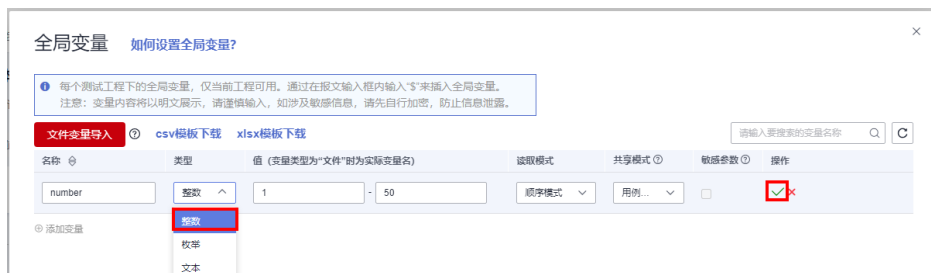 全局变量 如何设置全局变量?
每个测试工程下的全局变量，仅当前工程可用。通过在报文输入框内输入“$”来插入全局变量。
注意：变量内容将以明文展示，请谨慎输入，如涉及敏感信息，请先自行加密，防止信息泄露。
文件变量导入 csv模板下载 xlsx模板下载 请输入要搜索的变量名称
名称 类型 值 (变量类型为“文件”时为实际变量名) 读取模式 共享模式 敏感参数 操作
number 整数 1 - 50 顺序模式 用例...
添加变量 整数
枚举
文本